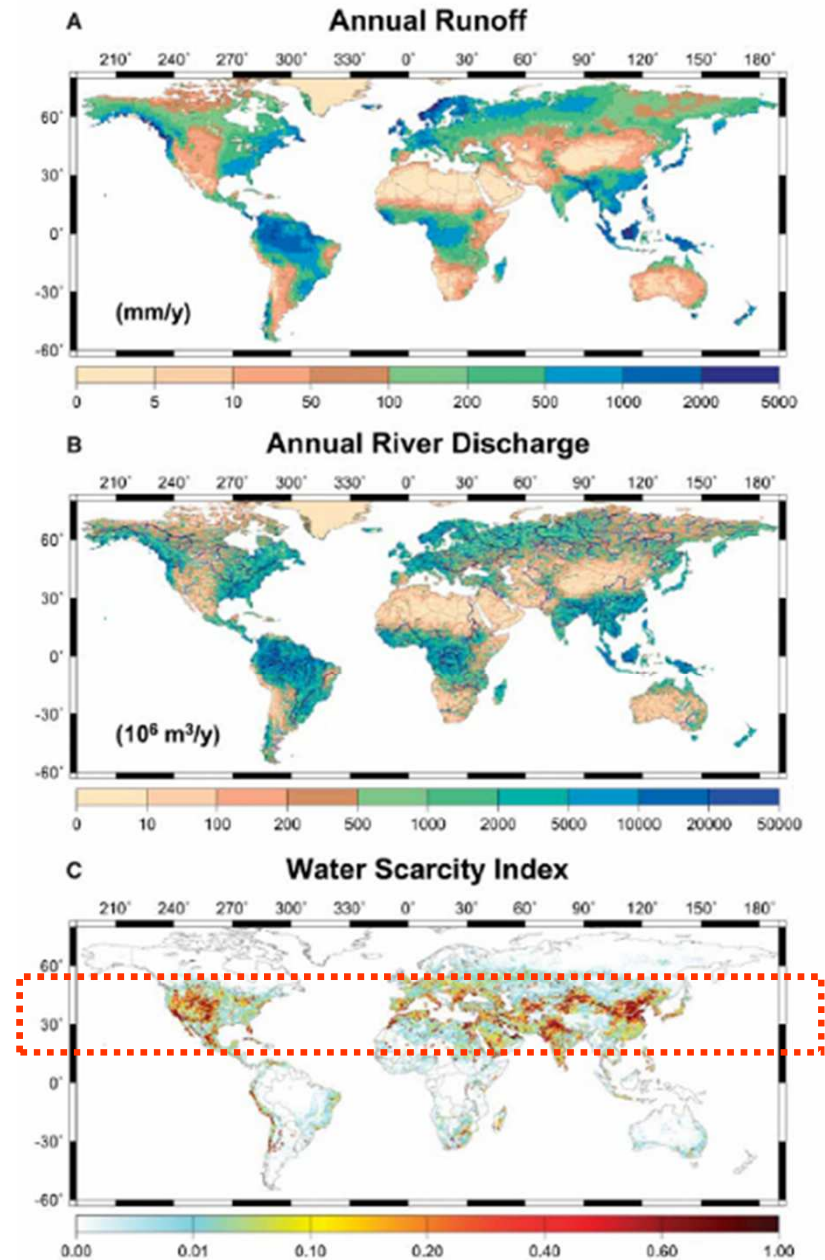 A Annual Runoff
210° 240° 270° 300° 330° 0° 30° 60° 90° 120° 150° 180°
60°
30°
0°
-30°
(mm/y)
-60°
0 5 10 50 100 200 500 1000 2000 5000
B Annual River Discharge
210° 240° 270° 300° 330° 0° 30° 60° 90° 120° 150° 180°
60°
30°
0°
-30°
(10⁶ m³/y)
-60°
0 10 100 200 500 1000 2000 5000 10000 20000 50000
C Water Scarcity Index
210° 240° 270° 300° 330° 0° 30° 60° 90° 120° 150° 180°
60°
30°
0°
-30°
-60°
0.00 0.01 0.10 0.20 0.40 0.60 1.00